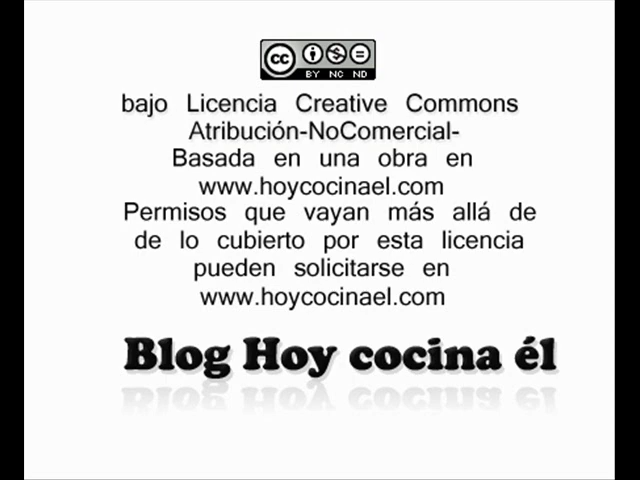 cc
BY NC ND
bajo Licencia Creative Commons
Atribución-NoComercial-
Basada en una obra en
www.hoycocinael.com
Permisos que vayan más allá de
de lo cubierto por esta licencia
pueden solicitarse en
www.hoycocinael.com
Blog Hoy cocina él